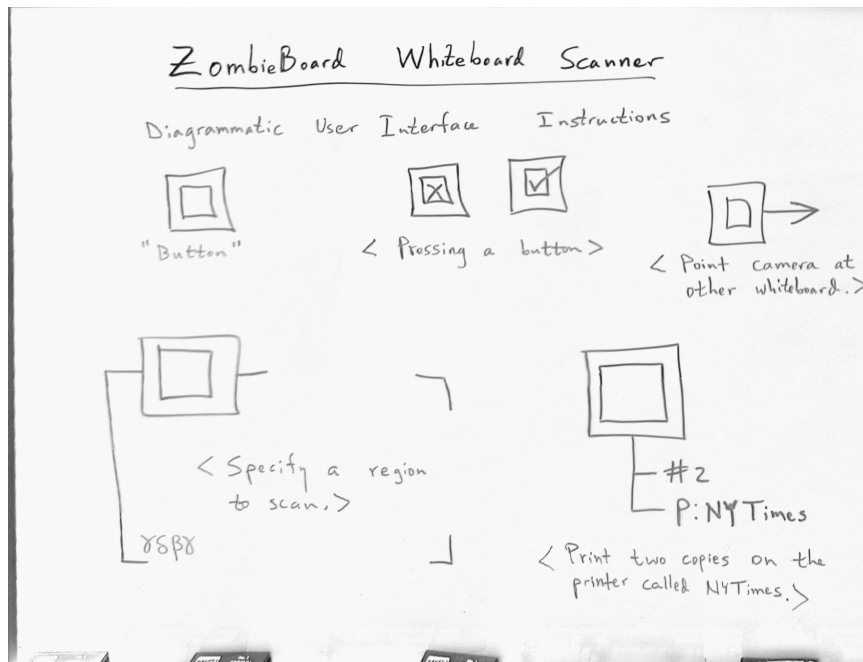 ZombieBoard Whiteboard Scanner
Diagrammatic User Interface Instructions
"Button"
< Pressing a button >
< Point camera at
other whiteboard. >
< Specify a region
to scan. >
γδβγ
#2
P: NYTimes
< Print two copies on the
printer called NYTimes. >